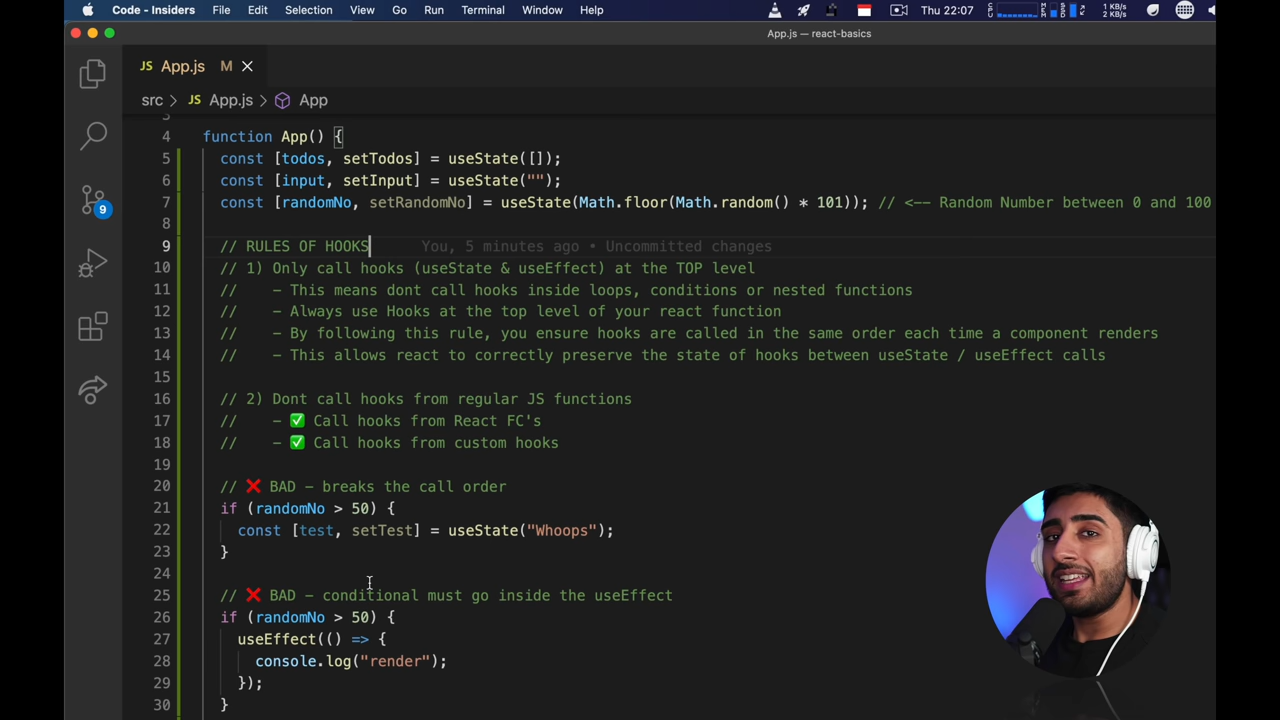 Code - Insiders File Edit Selection View Go Run Terminal Window Help Thu 22:07 1 KB/s 2 KB/s
App.js — react-basics
JS App.js M
src > JS App.js > App
3
4 function App() {
5 const [todos, setTodos] = useState([]);
6 const [input, setInput] = useState("");
7 const [randomNo, setRandomNo] = useState(Math.floor(Math.random() * 101)); // <-- Random Number between 0 and 100
8
9 // RULES OF HOOKS You, 5 minutes ago • Uncommitted changes
10 // 1) Only call hooks (useState & useEffect) at the TOP level
11 // - This means dont call hooks inside loops, conditions or nested functions
12 // - Always use Hooks at the top level of your react function
13 // - By following this rule, you ensure hooks are called in the same order each time a component renders
14 // - This allows react to correctly preserve the state of hooks between useState / useEffect calls
15
16 // 2) Dont call hooks from regular JS functions
17 // - ✅ Call hooks from React FC's
18 // - ✅ Call hooks from custom hooks
19
20 // ❌ BAD - breaks the call order
21 if (randomNo > 50) {
22 const [test, setTest] = useState("Whoops");
23 }
24
25 // ❌ BAD - conditional must go inside the useEffect
26 if (randomNo > 50) {
27 useEffect(() => {
28 console.log("render");
29 });
30 }
9